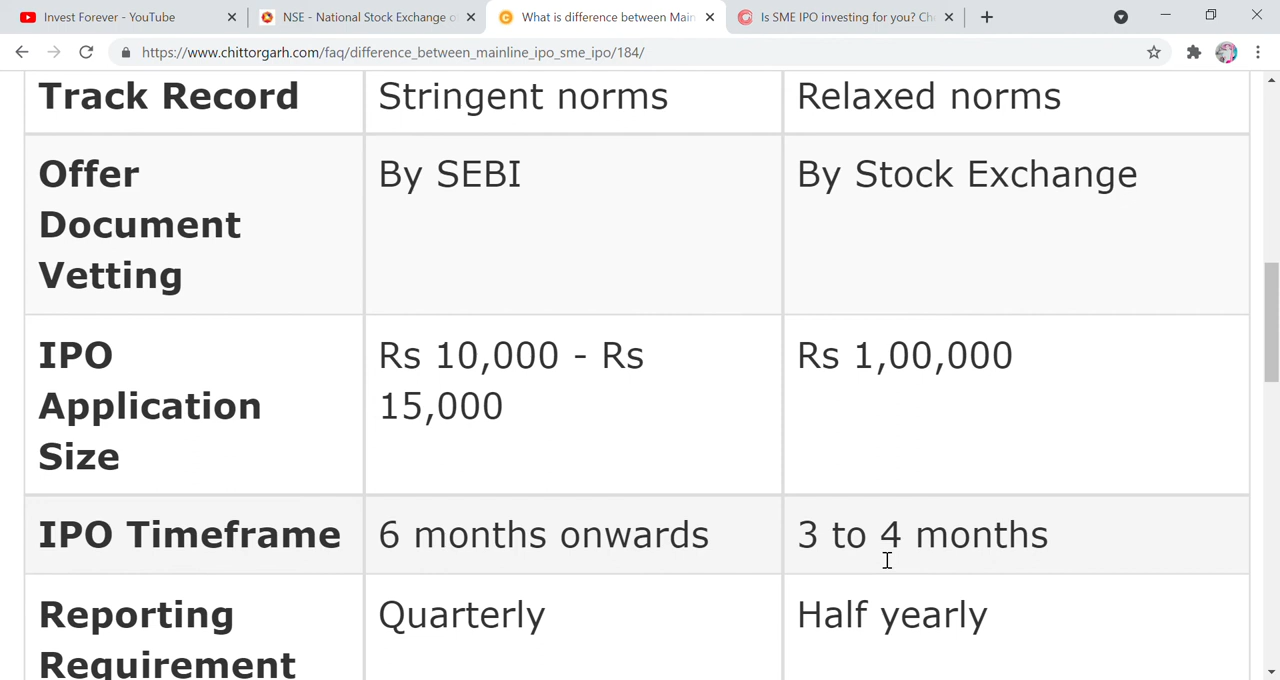 Invest Forever - YouTube
NSE - National Stock Exchange o
What is difference between Main
Is SME IPO investing for you? Ch
https://www.chittorgarh.com/faq/difference_between_mainline_ipo_sme_ipo/184/
Track Record
Stringent norms
Relaxed norms
Offer
Document
Vetting
By SEBI
By Stock Exchange
IPO
Application
Size
Rs 10,000 - Rs
15,000
Rs 1,00,000
IPO Timeframe
6 months onwards
3 to 4 months
Reporting
Requirement
Quarterly
Half yearly